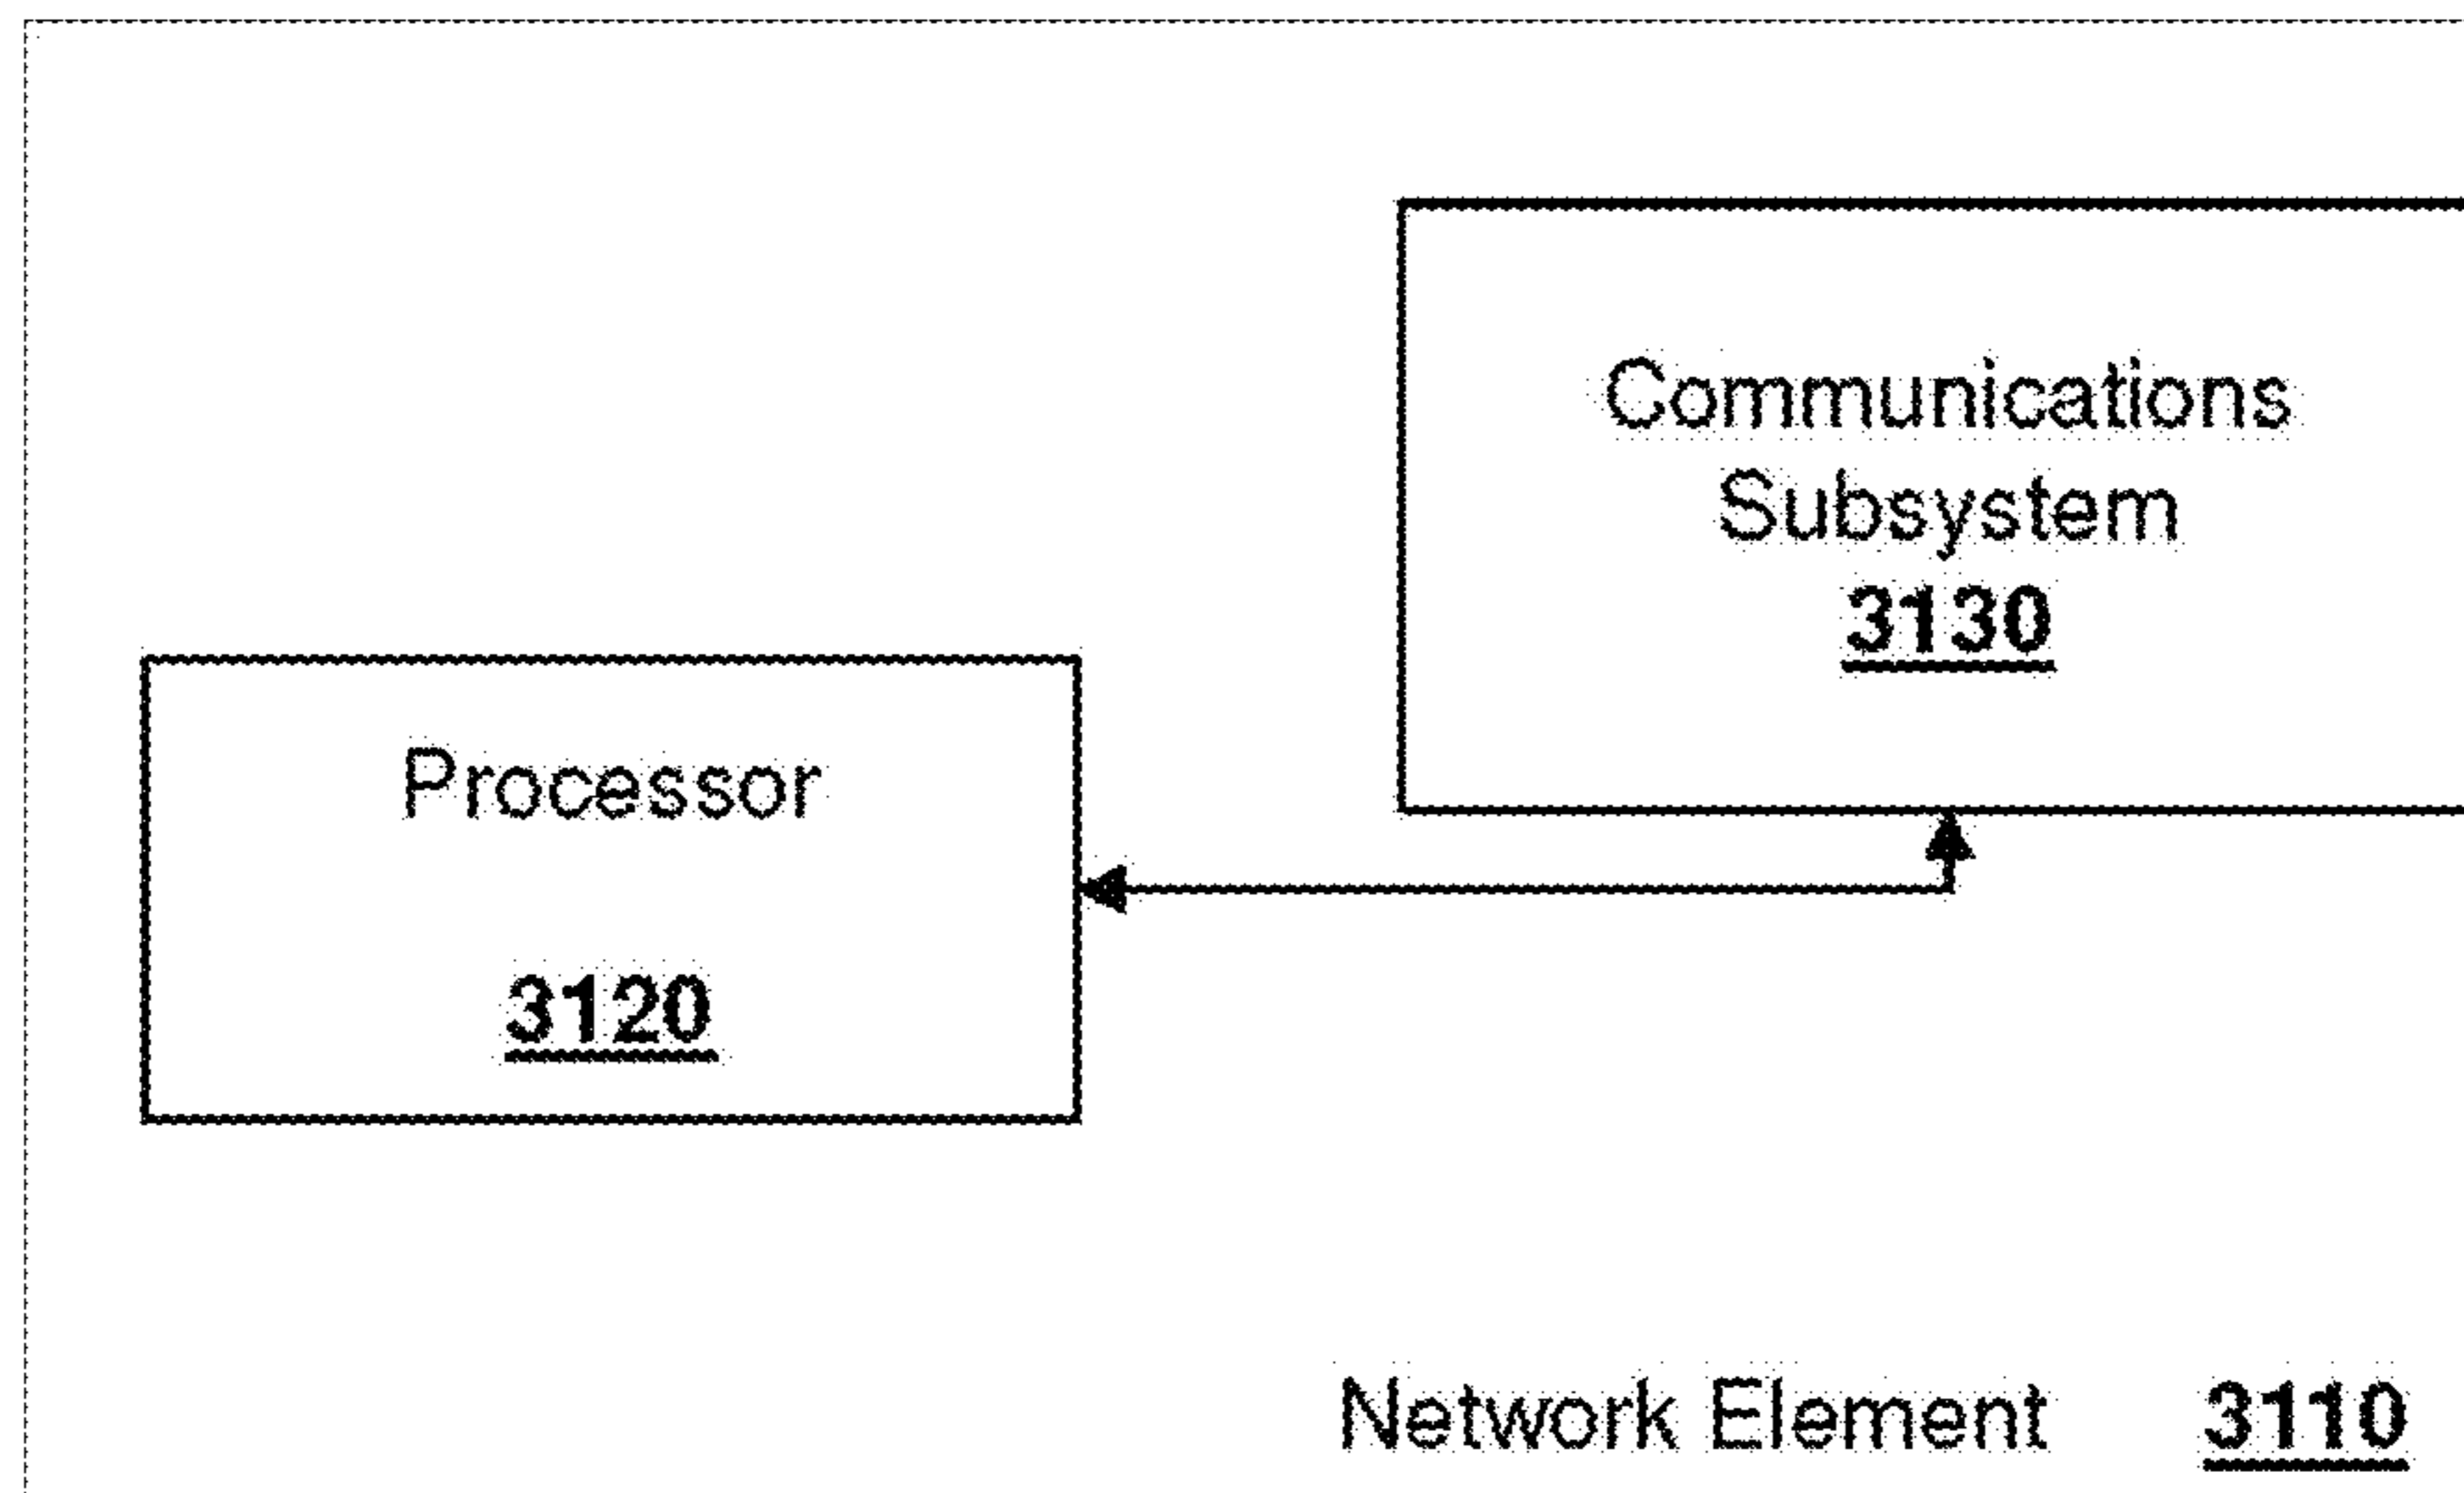 Communications
Subsystem
3130
Processor
3120
Network Element 3110